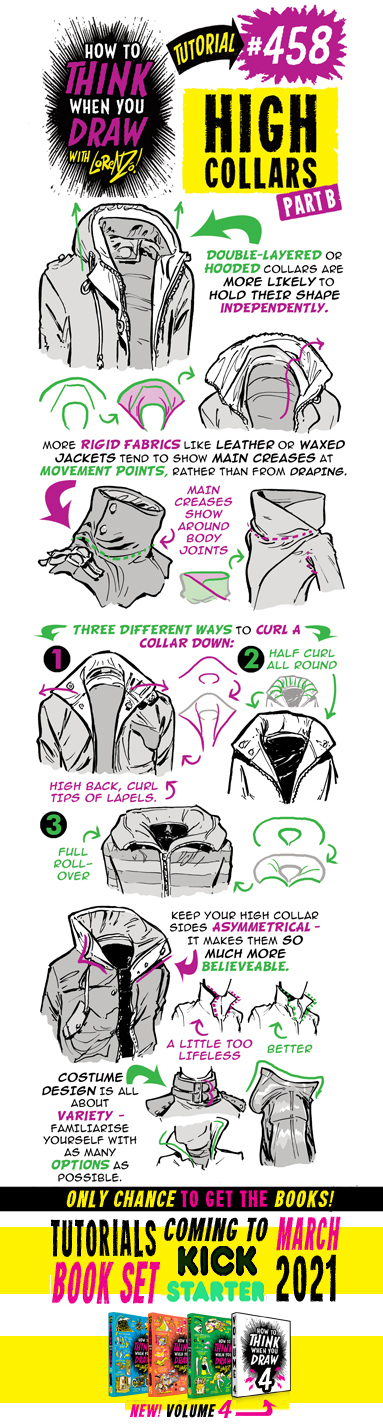 HOW TO
THINK
WHEN YOU
DRAW
WITH LORENZO!
TUTORIAL
#458
HIGH
COLLARS
PART B
DOUBLE-LAYERED OR
HOODED COLLARS ARE
MORE LIKELY TO
HOLD THEIR SHAPE
INDEPENDENTLY.
MORE RIGID FABRICS LIKE LEATHER OR WAXED
JACKETS TEND TO SHOW MAIN CREASES AT
MOVEMENT POINTS, RATHER THAN FROM DRAPING.
MAIN
CREASES
SHOW
AROUND
BODY
JOINTS
THREE DIFFERENT WAYS TO CURL A
COLLAR DOWN:
1
HIGH BACK, CURL
TIPS OF LAPELS.
2
HALF CURL
ALL ROUND
3
FULL
ROLL-
OVER
KEEP YOUR HIGH COLLAR
SIDES ASYMMETRICAL -
IT MAKES THEM SO
MUCH MORE
BELIEVEABLE.
A LITTLE TOO
LIFELESS
BETTER
COSTUME
DESIGN IS ALL
ABOUT
VARIETY -
FAMILIARISE
YOURSELF WITH
AS MANY
OPTIONS AS
POSSIBLE.
ONLY CHANCE TO GET THE BOOKS!
TUTORIALS
BOOK SET
COMING TO
KICK
STARTER
MARCH
2021
HOW TO
THINK
WHEN YOU
DRAW
4
NEW! VOLUME 4